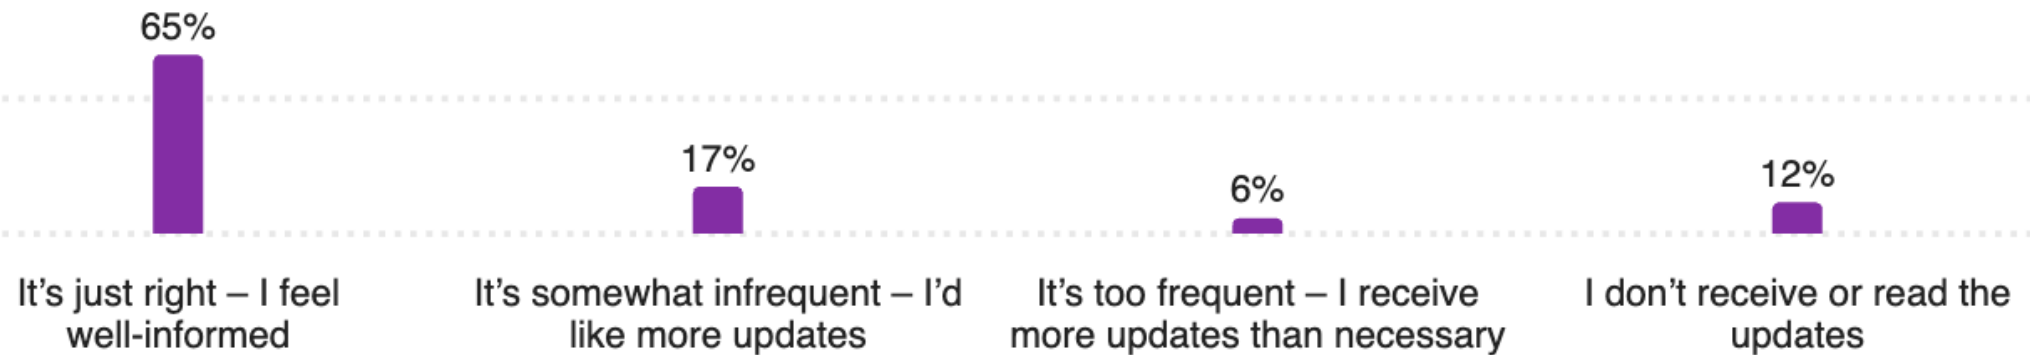 65%
17%
6%
12%
It’s just right – I feel
well-informed
It’s somewhat infrequent – I’d
like more updates
It’s too frequent – I receive
more updates than necessary
I don’t receive or read the
updates